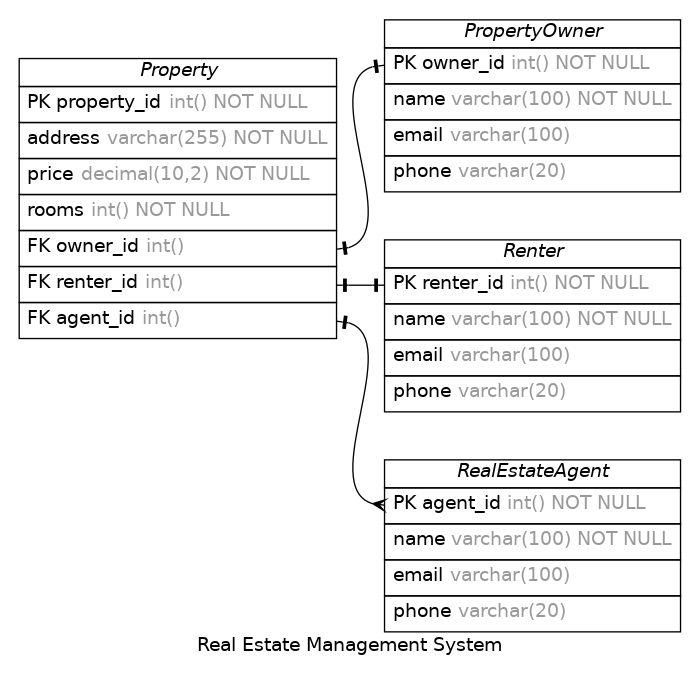 Property
PK property_id int() NOT NULL
address varchar(255) NOT NULL
price decimal(10,2) NOT NULL
rooms int() NOT NULL
FK owner_id int()
FK renter_id int()
FK agent_id int()
PropertyOwner
PK owner_id int() NOT NULL
name varchar(100) NOT NULL
email varchar(100)
phone varchar(20)
Renter
PK renter_id int() NOT NULL
name varchar(100) NOT NULL
email varchar(100)
phone varchar(20)
RealEstateAgent
PK agent_id int() NOT NULL
name varchar(100) NOT NULL
email varchar(100)
phone varchar(20)
Real Estate Management System